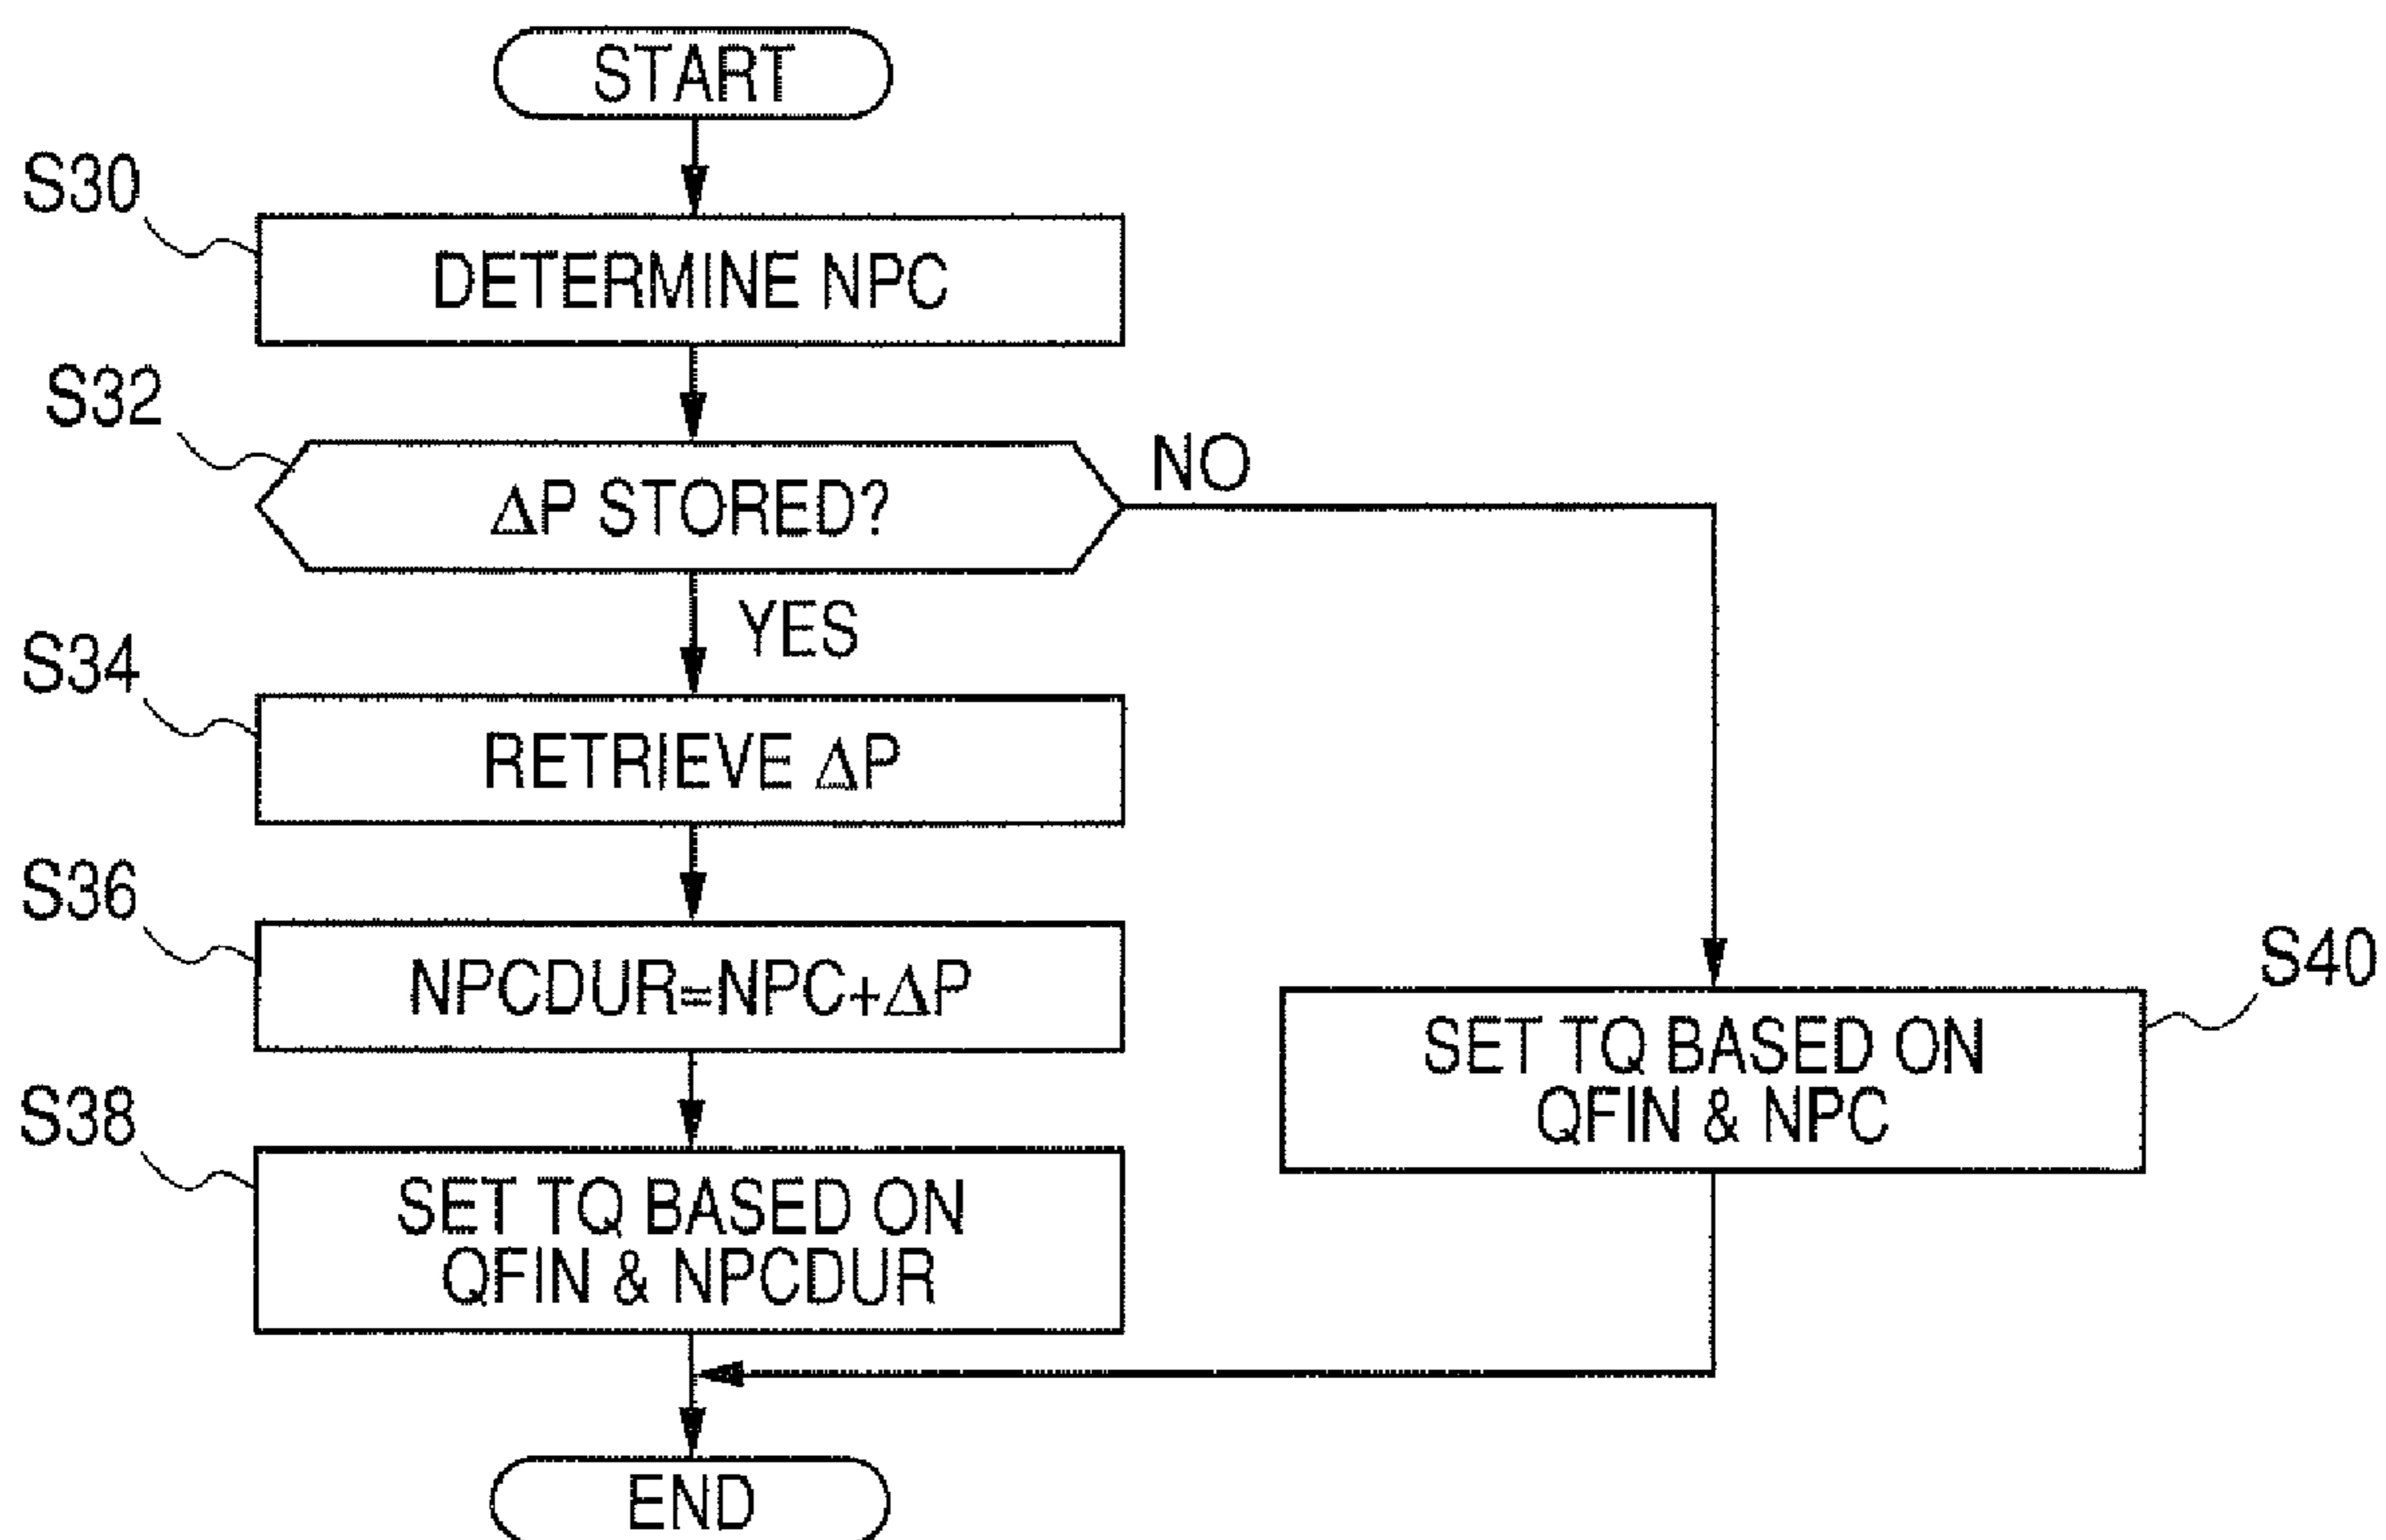 START
S30
DETERMINE NPC
S32
ΔP STORED?
NO
YES
S34
RETRIEVE ΔP
S36
NPCDUR=NPC+ΔP
S40
SET TQ BASED ON
QFIN & NPC
S38
SET TQ BASED ON
QFIN & NPCDUR
END